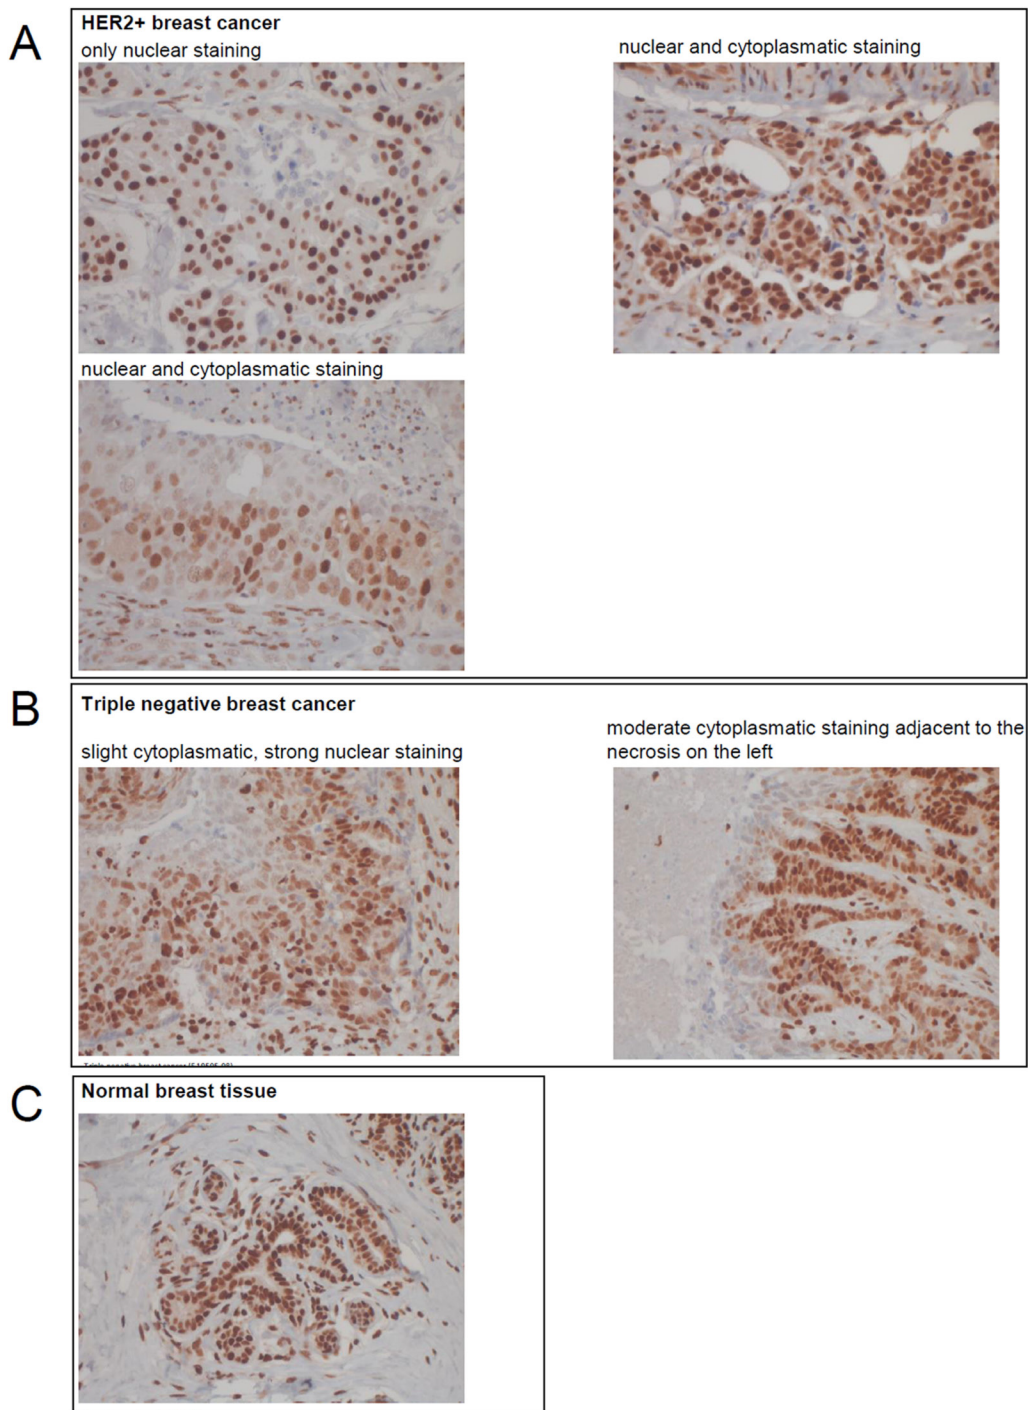 A
HER2+ breast cancer
only nuclear staining
nuclear and cytoplasmatic staining
nuclear and cytoplasmatic staining
B
Triple negative breast cancer
slight cytoplasmatic, strong nuclear staining
moderate cytoplasmatic staining adjacent to the
necrosis on the left
C
Normal breast tissue